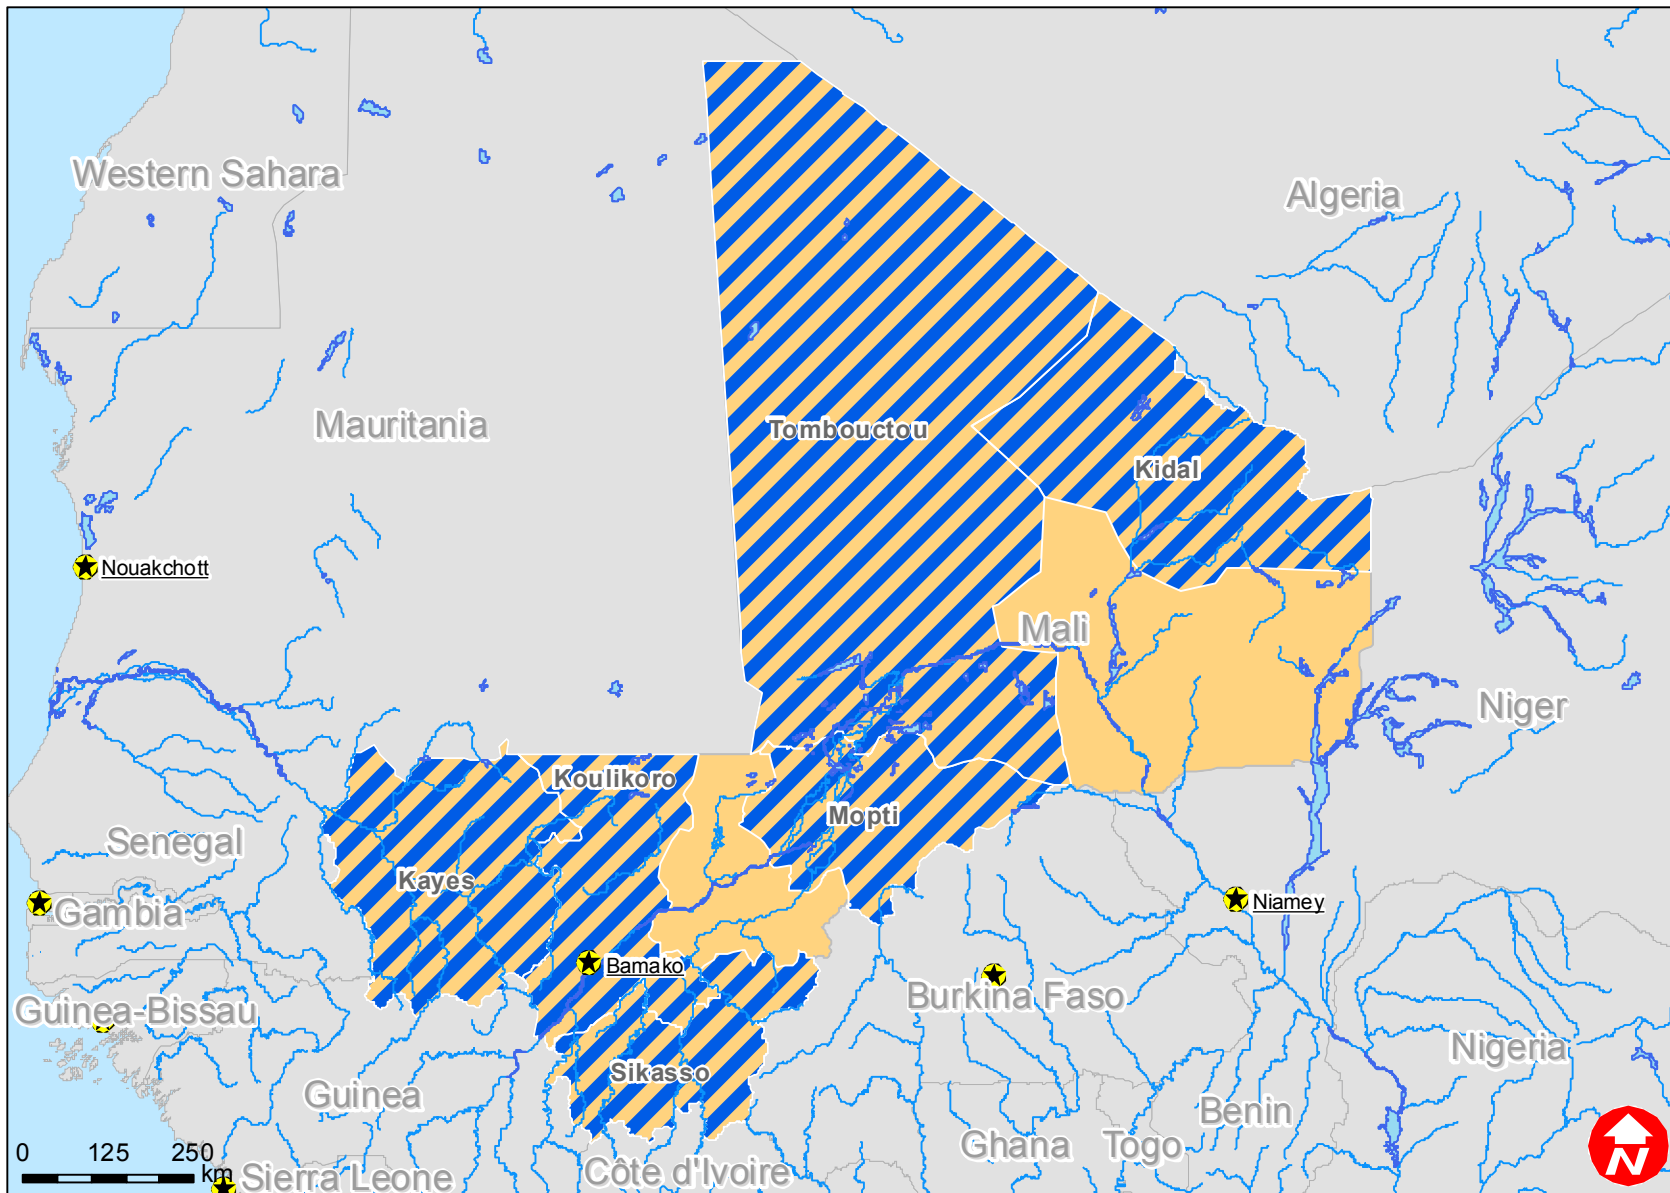 Western Sahara
Algeria
Mauritania
Tombouctou
Kidal
Nouakchott
Mali
Niger
Koulikoro
Mopti
Senegal
Kayes
Gambia
Niamey
Bamako
Burkina Faso
Guinea-Bissau
Nigeria
Sikasso
Guinea
Benin
Ghana
Togo
0 125 250
km
Sierra Leone
Côte d'Ivoire
N